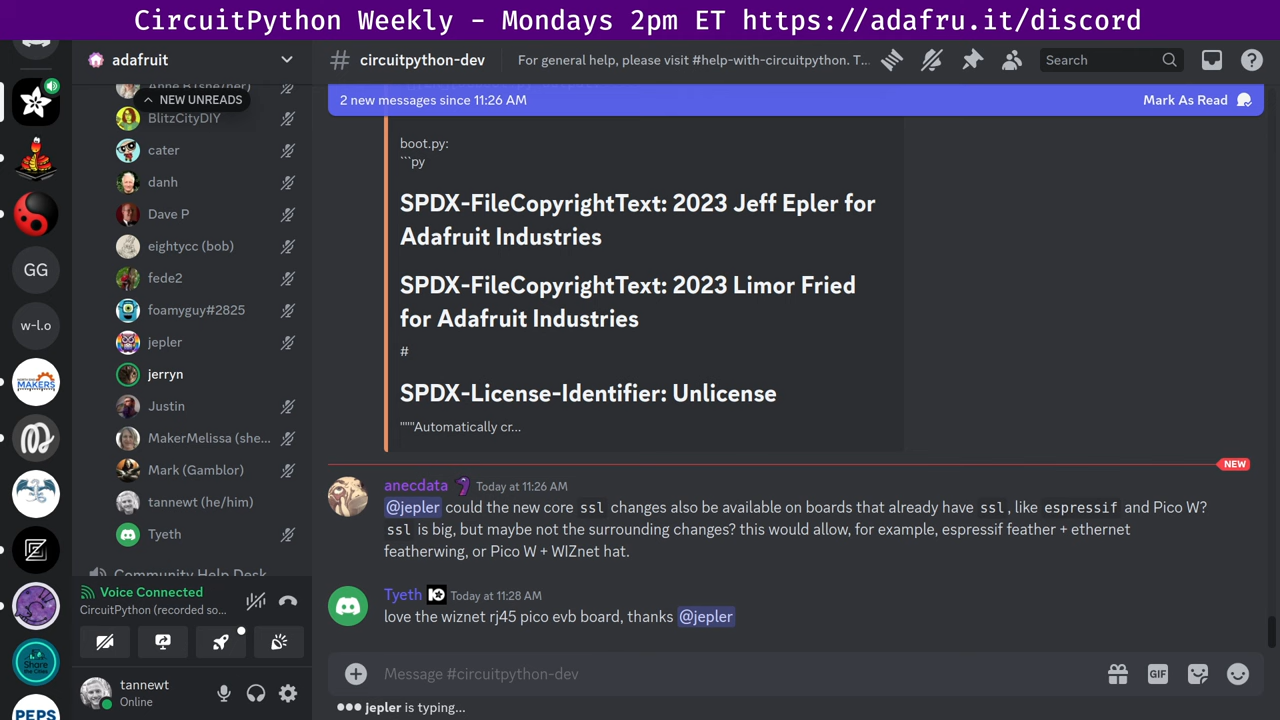 CircuitPython Weekly - Mondays 2pm ET https://adafru.it/discord
adafruit
# circuitpython-dev
For general help, please visit #help-with-circuitpython. T...
Search
NEW UNREADS
BlitzCityDIY
cater
danh
Dave P
eightycc (bob)
fede2
foamyguy#2825
jepler
jerryn
Justin
MakerMelissa (she...
Mark (Gamblor)
tannewt (he/him)
Tyeth
Community Help Desk
Voice Connected
CircuitPython (recorded so...
tannewt
Online
GG
w-l.o
MAKERS
Share
PEPS
2 new messages since 11:26 AM
Mark As Read
boot.py:
```py
SPDX-FileCopyrightText: 2023 Jeff Epler for
Adafruit Industries
SPDX-FileCopyrightText: 2023 Limor Fried
for Adafruit Industries
#
SPDX-License-Identifier: Unlicense
"""Automatically cr...
NEW
anecdata Today at 11:26 AM
@jepler could the new core ssl changes also be available on boards that already have ssl, like espressif and Pico W?
ssl is big, but maybe not the surrounding changes? this would allow, for example, espressif feather + ethernet
featherwing, or Pico W + WIZnet hat.
Tyeth Today at 11:28 AM
love the wiznet rj45 pico evb board, thanks @jepler
Message #circuitpython-dev
GIF
jepler is typing...